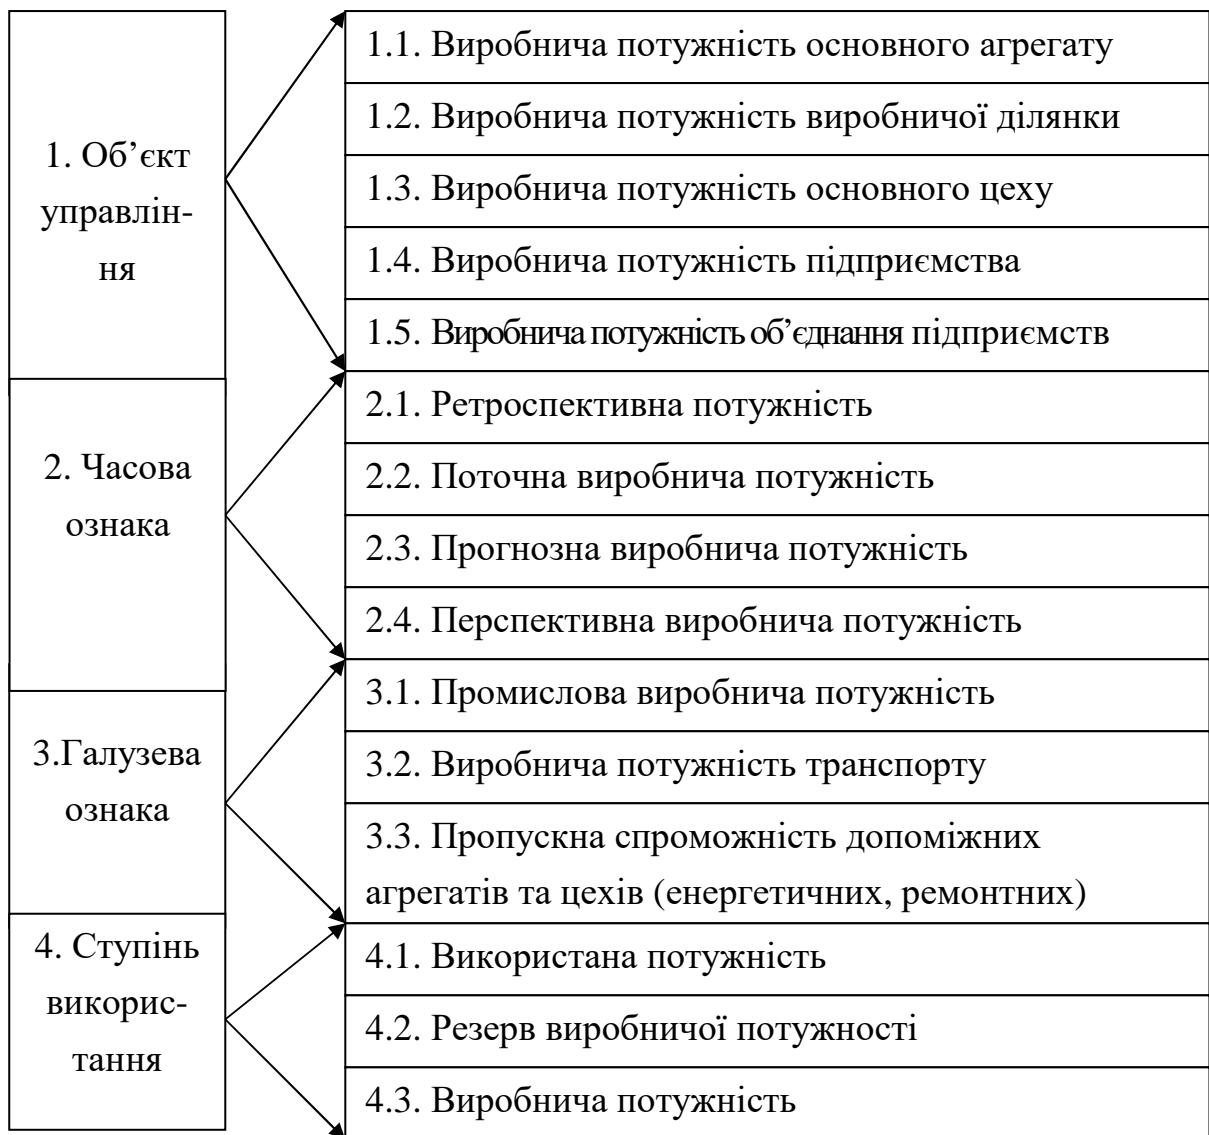 1. Об’єкт
управлін-
ня
1.1. Виробнича потужність основного агрегату
1.2. Виробнича потужність виробничої ділянки
1.3. Виробнича потужність основного цеху
1.4. Виробнича потужність підприємства
1.5. Виробнича потужність об’єднання підприємств
2. Часова
ознака
2.1. Ретроспективна потужність
2.2. Поточна виробнича потужність
2.3. Прогнозна виробнича потужність
2.4. Перспективна виробнича потужність
3.Галузева
ознака
3.1. Промислова виробнича потужність
3.2. Виробнича потужність транспорту
3.3. Пропускна спроможність допоміжних
агрегатів та цехів (енергетичних, ремонтних)
4. Ступінь
викорис-
тання
4.1. Використана потужність
4.2. Резерв виробничої потужності
4.3. Виробнича потужність